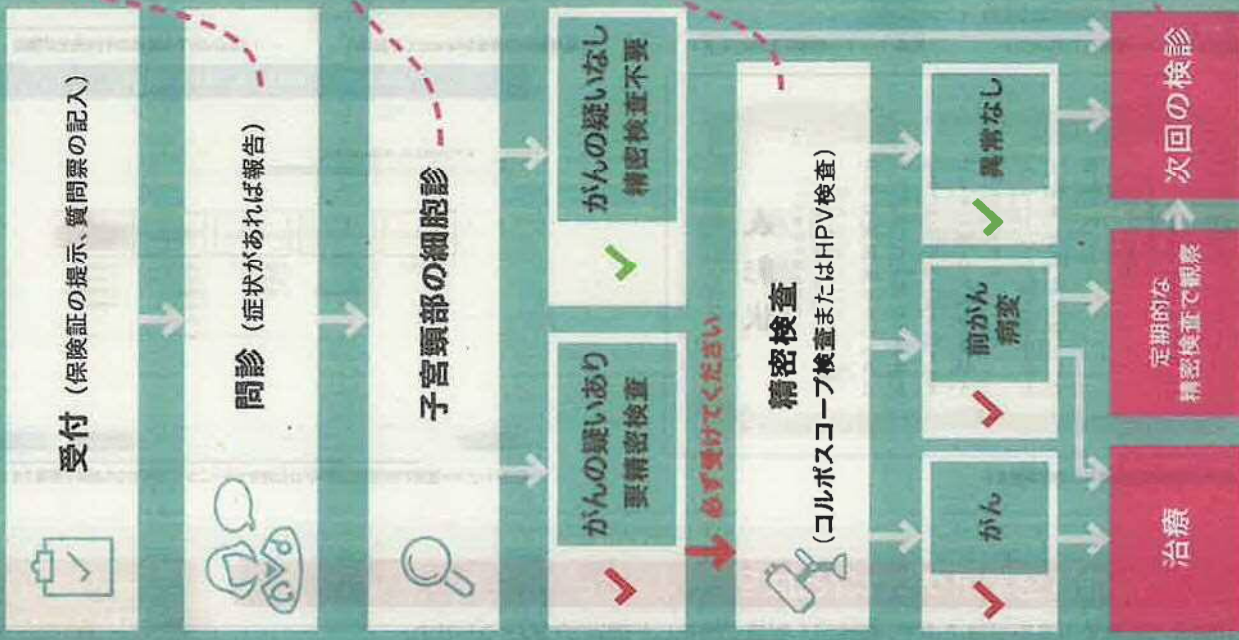 受付（保険証の提示、質問票の記入）
問診（症状があれば報告）
子宮頸部の細胞診
がんの疑いあり
要精密検査
がんの疑いなし
精密検査不要
必ず受けてください
精密検査
（コルポスコープ検査またはHPV検査）
がん
前がん
病変
異常なし
治療
定期的な
精密検査で観察
次回の検診